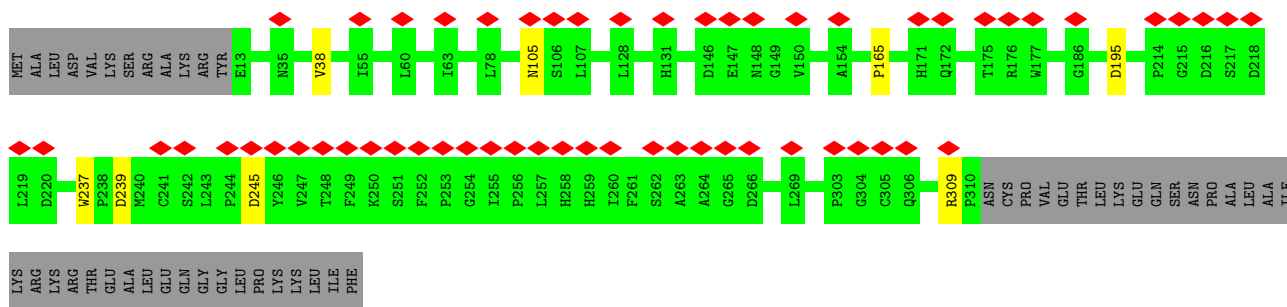 MET ALA LEU ASP VAL LYS SER ARG ALA LYS ARG TYR E13 N35 V38 I55 L60 I63 L78 N105 S106 L107 L128 H131 D146 E147 N148 G149 V150 A154 P165 H171 Q172 T175 R176 W177 G186 D195 P214 G215 D216 S217 D218
L219 D220 W237 P238 D239 M240 C241 S242 L243 P244 D245 Y246 V247 T248 F249 K250 S251 F252 P253 G254 I255 P256 L257 H258 H259 I260 F261 S262 A263 A264 G265 D266 L269 P303 G304 C305 Q306 R309 P310 ASN CYS PRO VAL GLU THR LEU LYS GLU GLN SER ASN PRO ALA LEU ALA ILE
LYS ARG LYS ARG THR GLU ALA LEU GLU GLN GLY GLY LEU PRO LYS LYS LEU ILE PHE